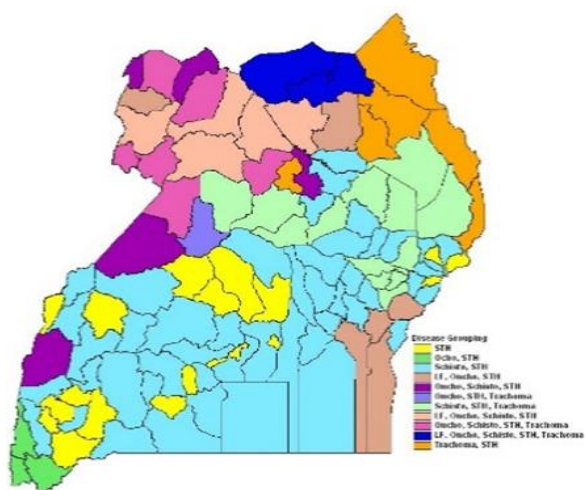 Disease Grouping
STH
Ocho, STH
Schisto, STH
LF, Oncho, STH
Oncho, Schisto, STH
Oncho, STH, Trachoma
Schisto, STH, Trachoma
LF, Oncho, Schisto, STH
Oncho, Schisto, STH, Trachoma
LF, Oncho, Schisto, STH, Trachoma
Trachoma, STH